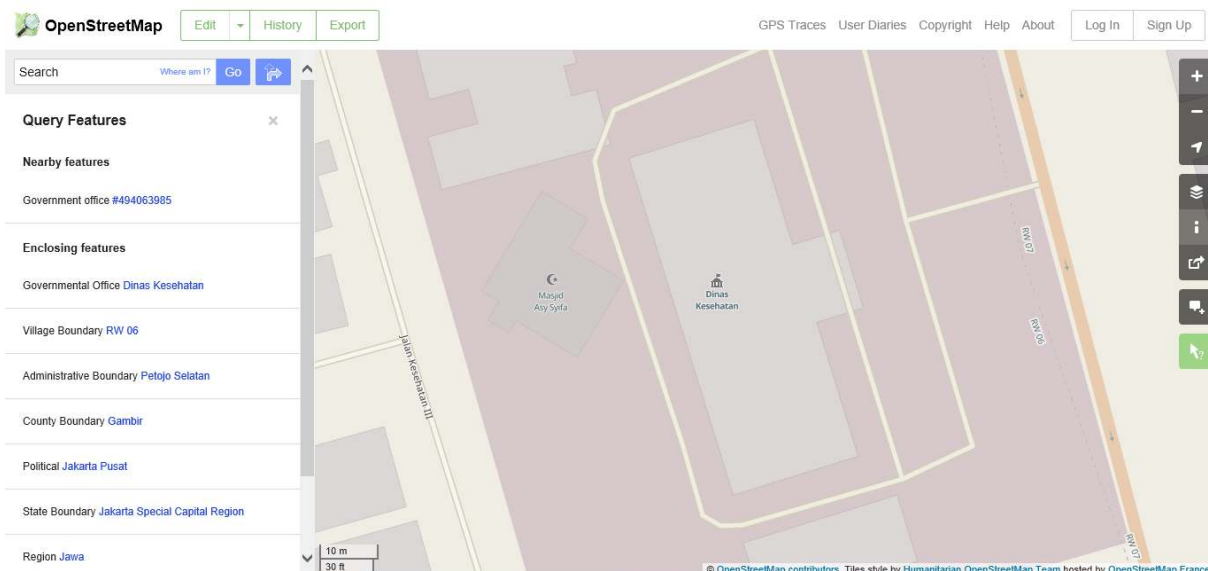 OpenStreetMap
Edit
History
Export
GPS Traces
User Diaries
Copyright
Help
About
Log In
Sign Up
Search
Where am I?
Go
Query Features
Nearby features
Government office #494063985
Enclosing features
Governmental Office Dinas Kesehatan
Village Boundary RW 06
Administrative Boundary Petojo Selatan
County Boundary Gambir
Political Jakarta Pusat
State Boundary Jakarta Special Capital Region
Region Jawa
Masjid
Asy Syifa
Dinas
Kesehatan
Jalan Kesehatan III
RW 07
RW 06
RW 07
10 m
30 ft
© OpenStreetMap contributors. Tiles style by Humanitarian OpenStreetMap Team hosted by OpenStreetMap France